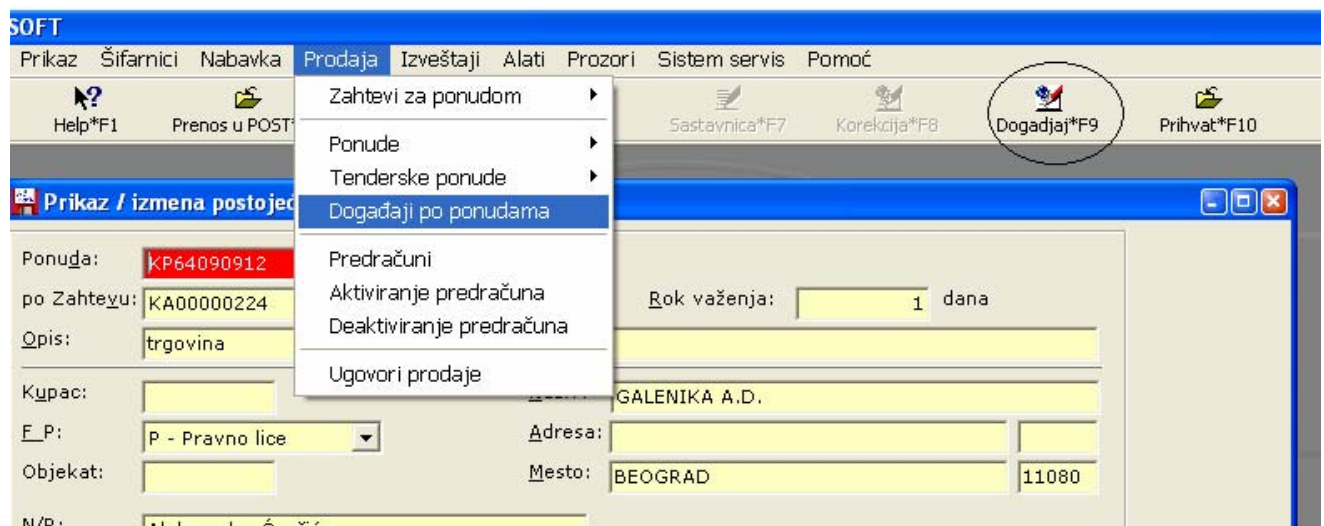 SOFT
Prikaz Šifarnici Nabavka Prodaja Izveštaji Alati Prozori Sistem servis Pomoć
Help*F1 Prenos u POST* Sastavnica*F7 Korekcija*F8 Dogadjaj*F9 Prihvat*F10
Zahtevi za ponudom
Ponude
Tenderske ponude
Događaji po ponudama
Predračuni
Aktiviranje predračuna
Deaktiviranje predračuna
Ugovori prodaje
Prikaz / izmena postojeć
Ponuda: KP64090912
po Zahtevu: KA00000224 Rok važenja: 1 dana
Opis: trgovina
Kupac: GALENIKA A.D.
F_P: P - Pravno lice Adresa:
Objekat: Mesto: BEOGRAD 11080
N/R: